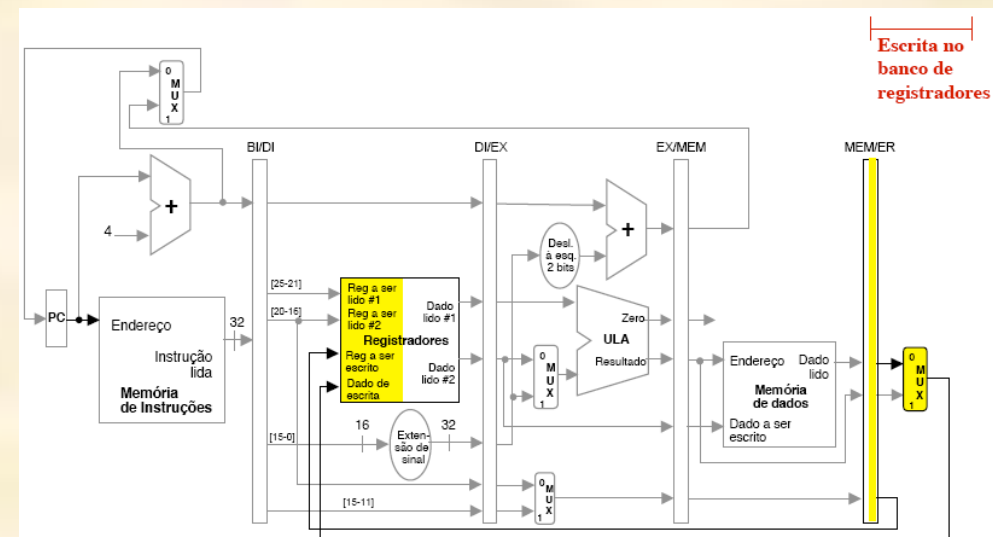 Escrita no
banco de
registradores
0
M
U
X
1
BI/DI
DI/EX
EX/MEM
MEM/ER
+
4
+
Desl.
à esq.
2 bits
PC
Endereço
32
Instrução
lida
Memória
de Instruções
[25-21]
[20-16]
Reg a ser
lido #1
Reg a ser
lido #2
Registradores
Reg a ser
escrito
Dado de
escrita
Dado
lido #1
Dado
lido #2
Zero
ULA
Resultado
0
M
U
X
1
Endereço
Dado
lido
Memória
de dados
Dado a ser
escrito
0
M
U
X
1
[15-0]
16
Exten-
são de
sinal
32
[15-11]
0
M
U
X
1